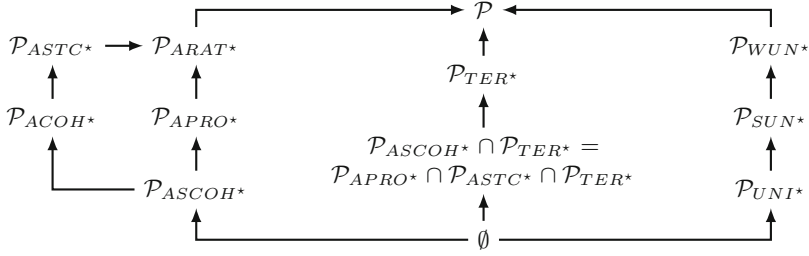 𝒫
𝒫_{ASTC⋆} 𝒫_{ARAT⋆} 𝒫_{WUN⋆}
𝒫_{TER⋆}
𝒫_{ACOH⋆} 𝒫_{APRO⋆} 𝒫_{SUN⋆}
𝒫_{ASCOH⋆} ∩ 𝒫_{TER⋆} =
𝒫_{APRO⋆} ∩ 𝒫_{ASTC⋆} ∩ 𝒫_{TER⋆}
𝒫_{ASCOH⋆} 𝒫_{UNI⋆}
∅